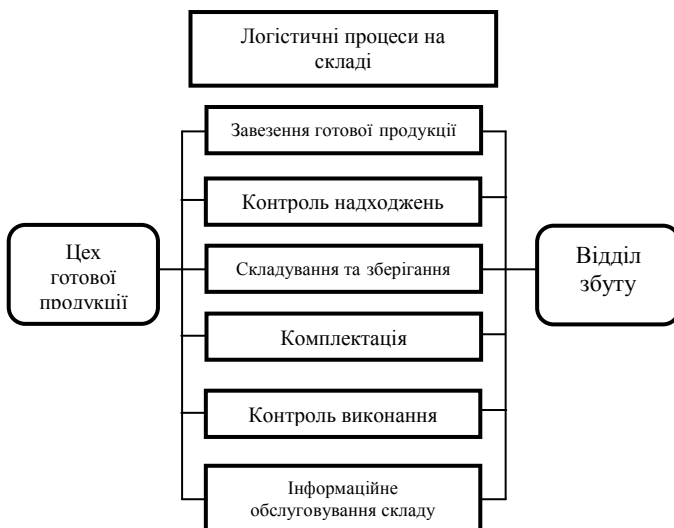 Логістичні процеси на
складі
Завезення готової продукції
Контроль надходжень
Цех
готової
продукції
Складування та зберігання
Відділ
збуту
Комплектація
Контроль виконання
Інформаційне
обслуговування складу